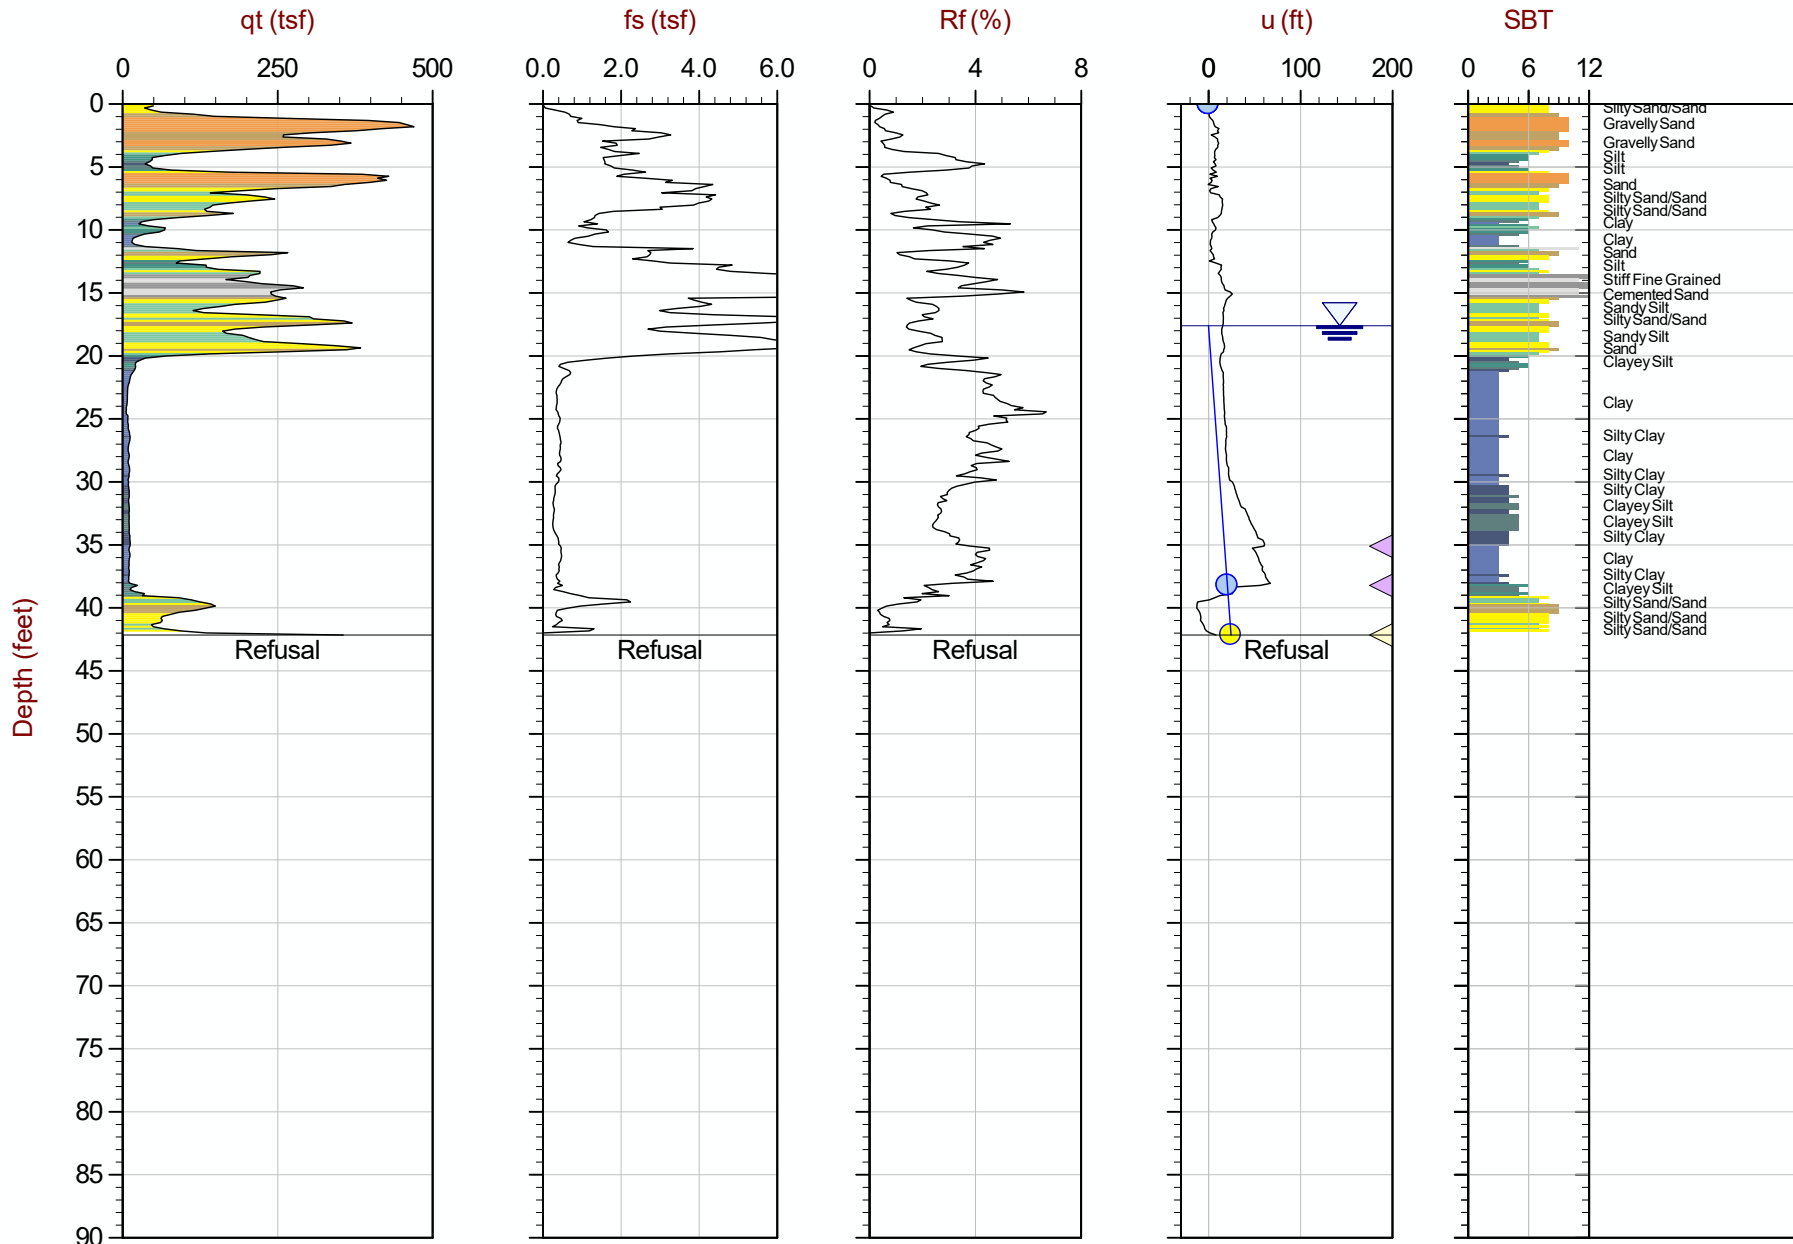 qt (tsf) fs (tsf) Rf (%) u (ft) SBT
0 250 500 0.0 2.0 4.0 6.0 0 4 8 0 100 200 0 6 12
0
5
10
15
20
25
30
35
40
45
50
55
60
65
70
75
80
85
90
Depth (feet)
Refusal Refusal Refusal Refusal
Silty Sand/Sand
Gravelly Sand
Gravelly Sand
Silt
Silt
Sand
Silty Sand/Sand
Silty Sand/Sand
Clay
Clay
Sand
Silt
Stiff Fine Grained
Cemented Sand
Sandy Silt
Silty Sand/Sand
Sandy Silt
Sand
Clayey Silt
Clay
Silty Clay
Clay
Silty Clay
Silty Clay
Clayey Silt
Clayey Silt
Silty Clay
Clay
Silty Clay
Clayey Silt
Silty Sand/Sand
Silty Sand/Sand
Silty Sand/Sand